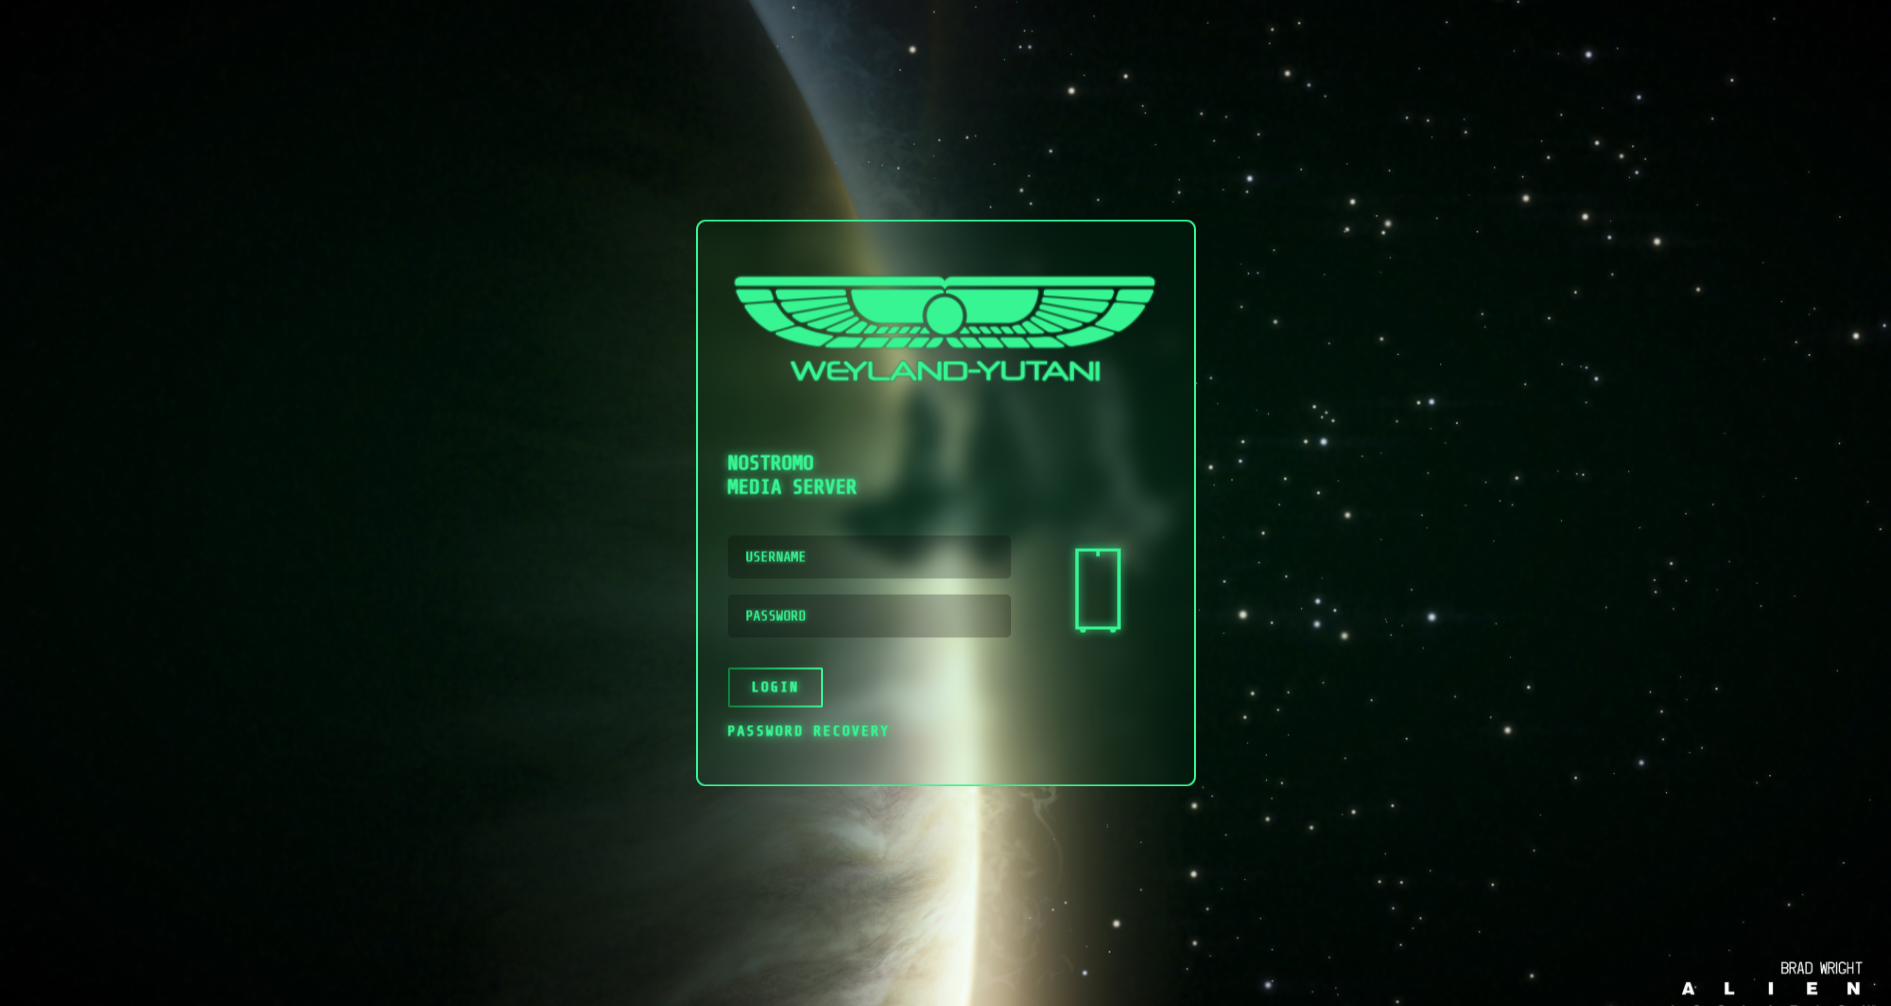 WEYLAND-YUTANI
NOSTROMO
MEDIA SERVER
USERNAME
PASSWORD
LOGIN
PASSWORD RECOVERY
BRAD WRIGHT
A L I E N